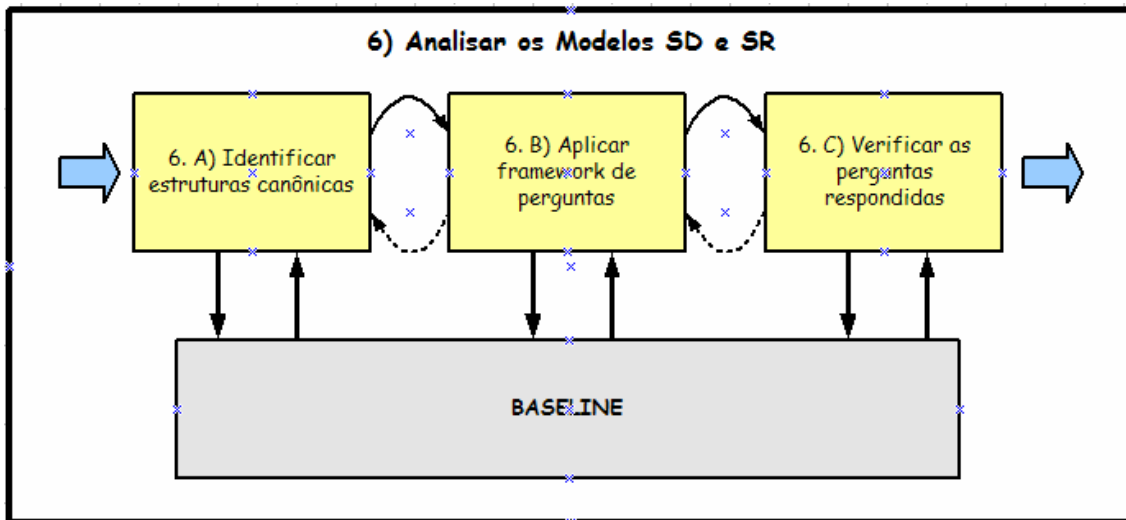 6) Analisar os Modelos SD e SR
6. A) Identificar
estruturas canônicas
6. B) Aplicar
framework de
perguntas
6. C) Verificar as
perguntas
respondidas
BASELINE